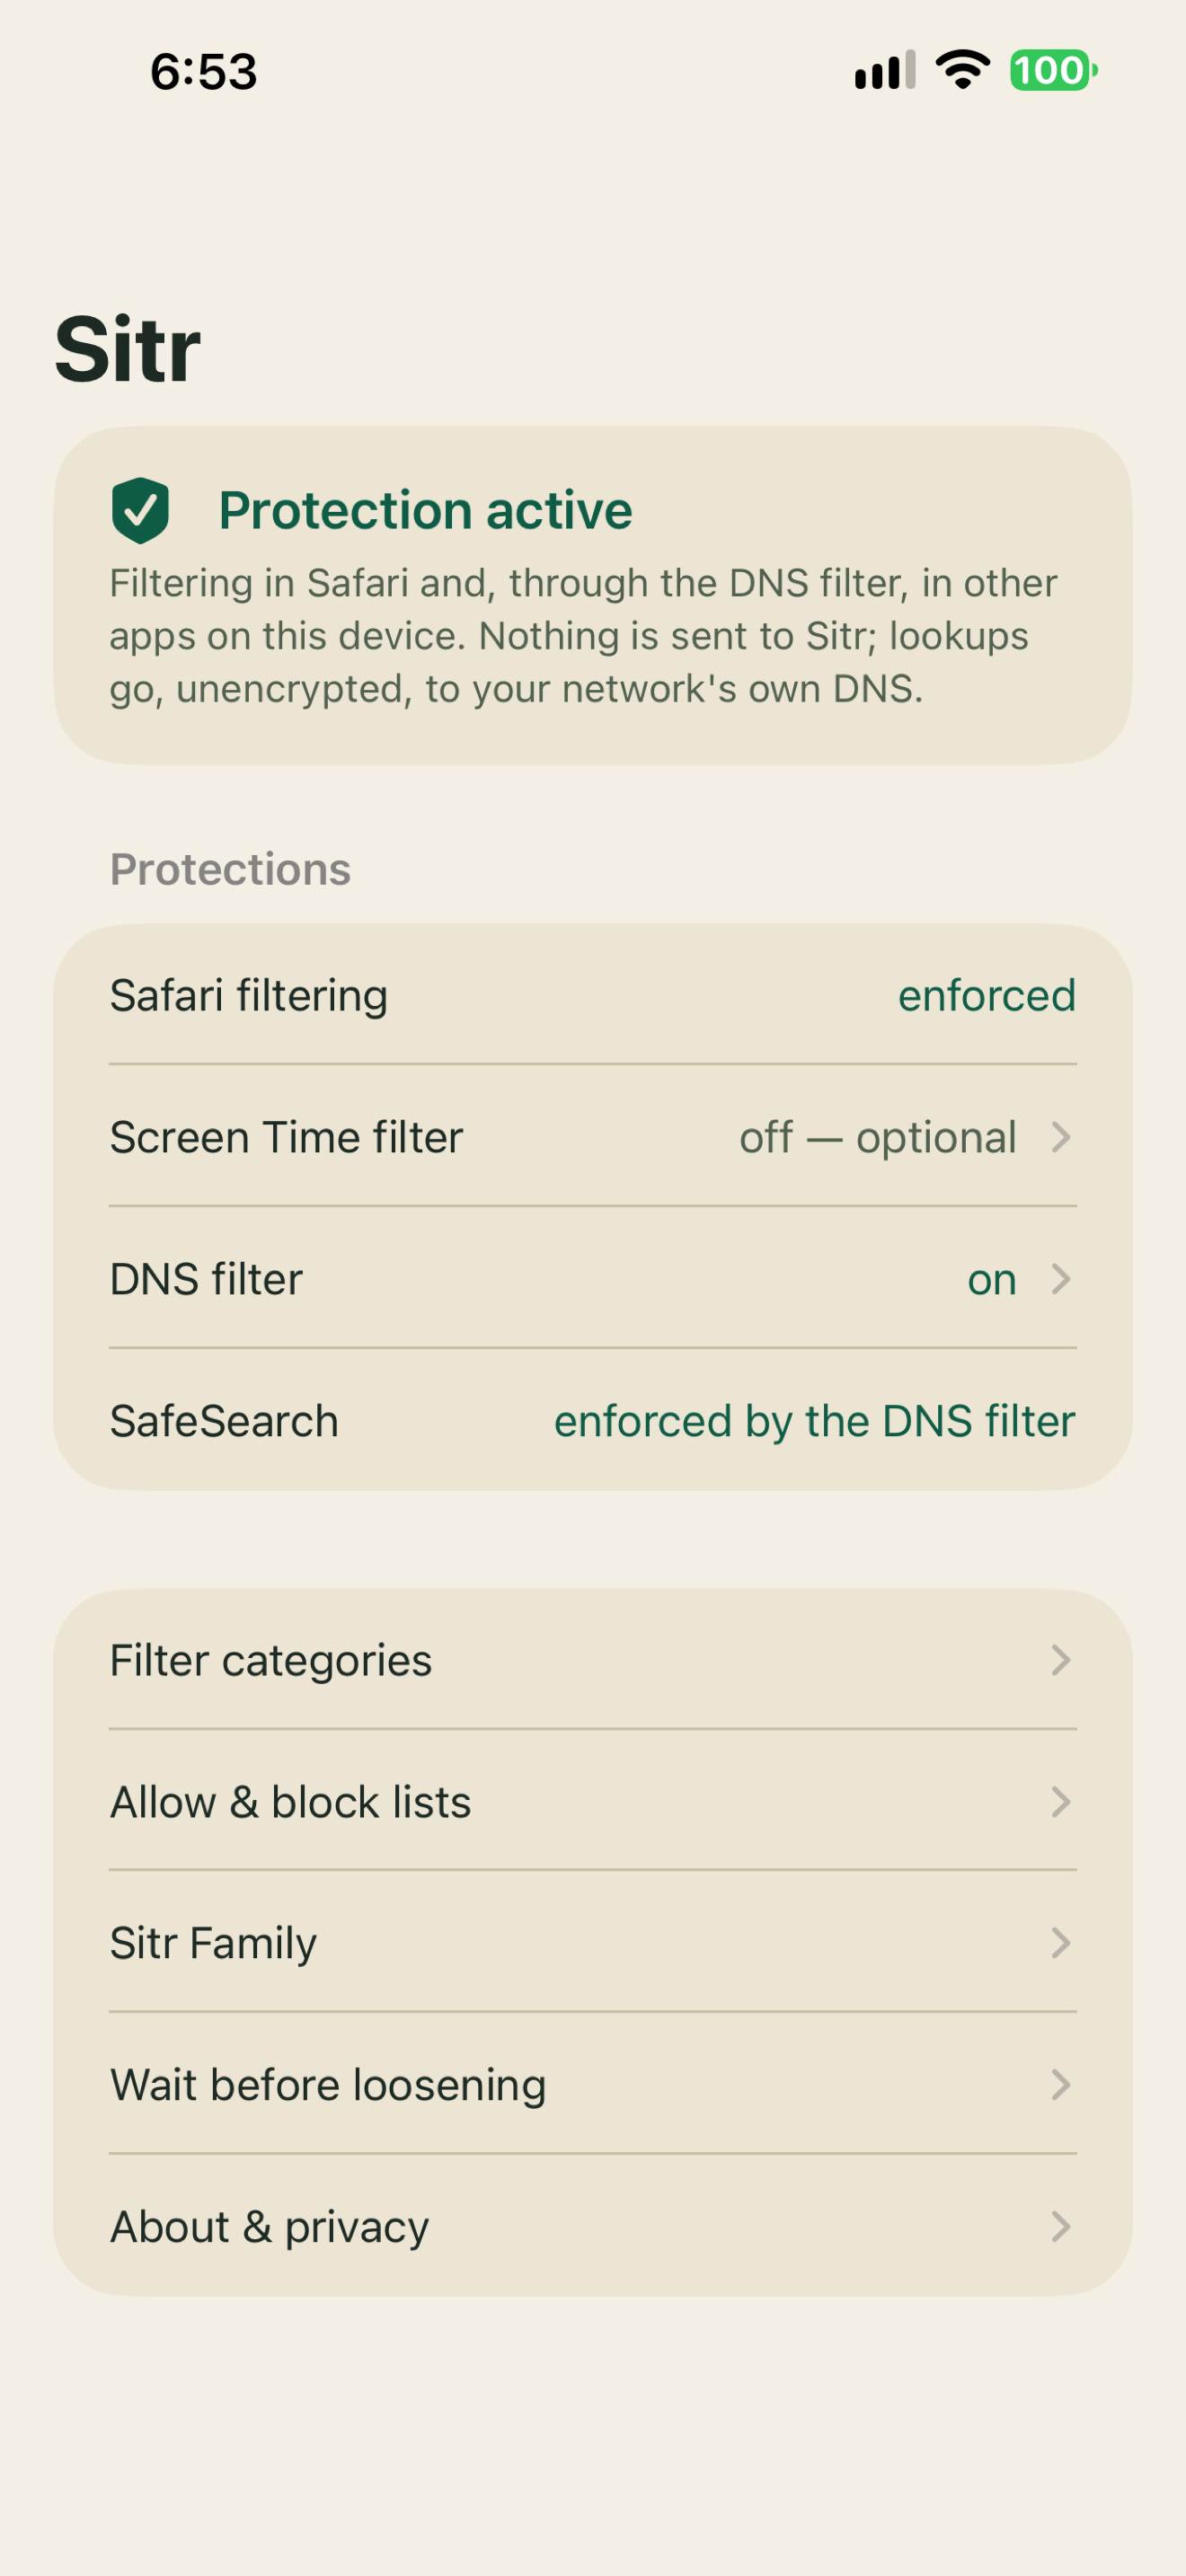 6:53
100
Sitr
Protection active
Filtering in Safari and, through the DNS filter, in other
apps on this device. Nothing is sent to Sitr; lookups
go, unencrypted, to your network's own DNS.
Protections
Safari filtering enforced
Screen Time filter off — optional
DNS filter on
SafeSearch enforced by the DNS filter
Filter categories
Allow & block lists
Sitr Family
Wait before loosening
About & privacy